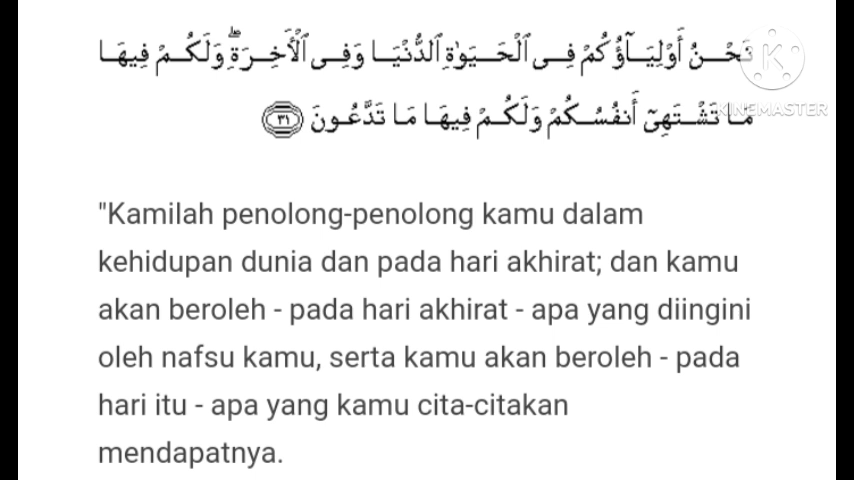 نَحْنُ أَوْلِيَآؤُكُمْ فِى ٱلْحَيَوٰةِ ٱلدُّنْيَا وَفِى ٱلْأَخِرَةِ ۖ وَلَكُمْ فِيهَا
مَا تَشْتَهِىٓ أَنفُسُكُمْ وَلَكُمْ فِيهَا مَا تَدَّعُونَ ٣١
K
KINEMASTER
"Kamilah penolong-penolong kamu dalam
kehidupan dunia dan pada hari akhirat; dan kamu
akan beroleh - pada hari akhirat - apa yang diingini
oleh nafsu kamu, serta kamu akan beroleh - pada
hari itu - apa yang kamu cita-citakan
mendapatnya.